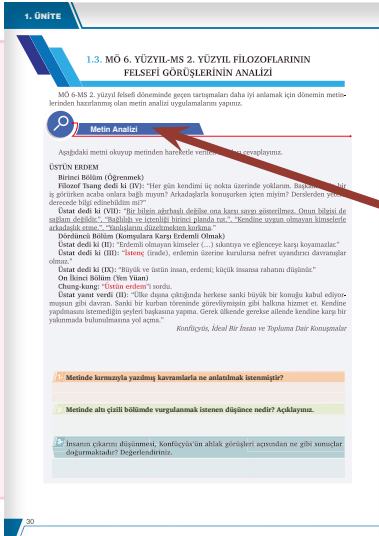 1. ÜNİTE
1.3. MÖ 6. YÜZYIL-MS 2. YÜZYIL FİLOZOFLARININ
FELSEFİ GÖRÜŞLERİNİN ANALİZİ
MÖ 6-MS 2. yüzyıl felsefi döneminde geçen tartışmaları daha iyi anlamak için dönemin metin-
lerinden hazırlanmış olan metin analizi uygulamalarını yapınız.
Metin Analizi
Aşağıdaki metni okuyup metinden hareketle verilen cevaplayınız.
ÜSTÜN ERDEM
Birinci Bölüm (Öğrenmek)
Filozof Tsang dedi ki (IV): “Her gün kendimi üç nokta üzerinde yoklarım. bir
iş görürken acaba onlara bağlı mıyım? Arkadaşlarla konuşurken içten miyim? Derslerden
derecede bilgi edinebildim mi?”
Üstat dedi ki (VII): “Bir bilgin ağırbaşlı değilse ona karşı saygı gösterilmez. Onun bilgisi de
sağlam değildir.”, “Bağlılığı ve içtenliği birinci planda tut.”, “Kendine uygun olmayan kimselerle
arkadaşlık etme.”, “Yanlışlarını düzeltmekten korkma.”
Dördüncü Bölüm (Komşulara Karşı Erdemli Olmak)
Üstat dedi ki (II): “Erdemli olmayan kimseler (...) sıkıntıya ve eğlenceye karşı koyamazlar.”
Üstat dedi ki (III): “İstenç (irade), erdemin üzerine kurulursa nefret uyandırıcı davranışlar
olmaz.”
Üstat dedi ki (IX): “Büyük ve üstün insan, erdemi; küçük insansa rahatını düşünür.”
On İkinci Bölüm (Yen Yüan)
Chung-kung: “Üstün erdem”i sordu.
Üstat yanıt verdi (II): “Ülke dışına çıktığında herkese sanki büyük bir konuğu kabul ediyor-
muşsun gibi davran. Sanki bir kurban töreninde görevliymişsin gibi halkına hizmet et. Kendine
yapılmasını istemediğin şeyleri başkasına yapma. Gerek ülkende gerekse ailende kendine karşı bir
yakınmada bulunulmasına yol açma.”
Konfüçyüs, İdeal Bir İnsan ve Topluma Dair Konuşmalar
1. Metinde kırmızıyla yazılmış kavramlarla ne anlatılmak istenmiştir?
2. Metinde altı çizili bölümde vurgulanmak istenen düşünce nedir? Açıklayınız.
3. İnsanın çıkarını düşünmesi, Konfüçyüs’ün ahlak görüşleri açısından ne gibi sonuçlar
doğurmaktadır? Değerlendiriniz.
30